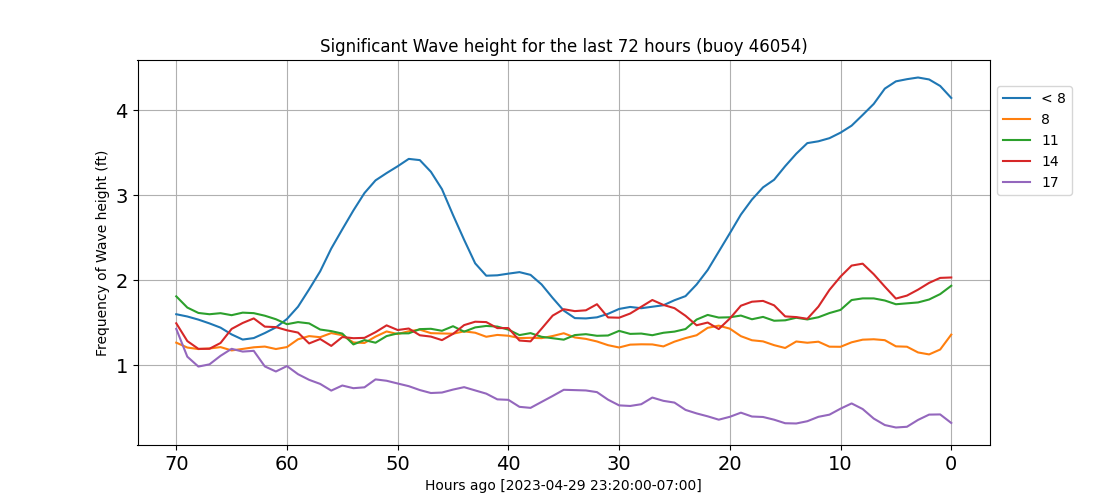 Significant Wave height for the last 72 hours (buoy 46054)
Frequency of Wave height (ft)
4
3
2
1
70 60 50 40 30 20 10 0
Hours ago [2023-04-29 23:20:00-07:00]
< 8
8
11
14
17